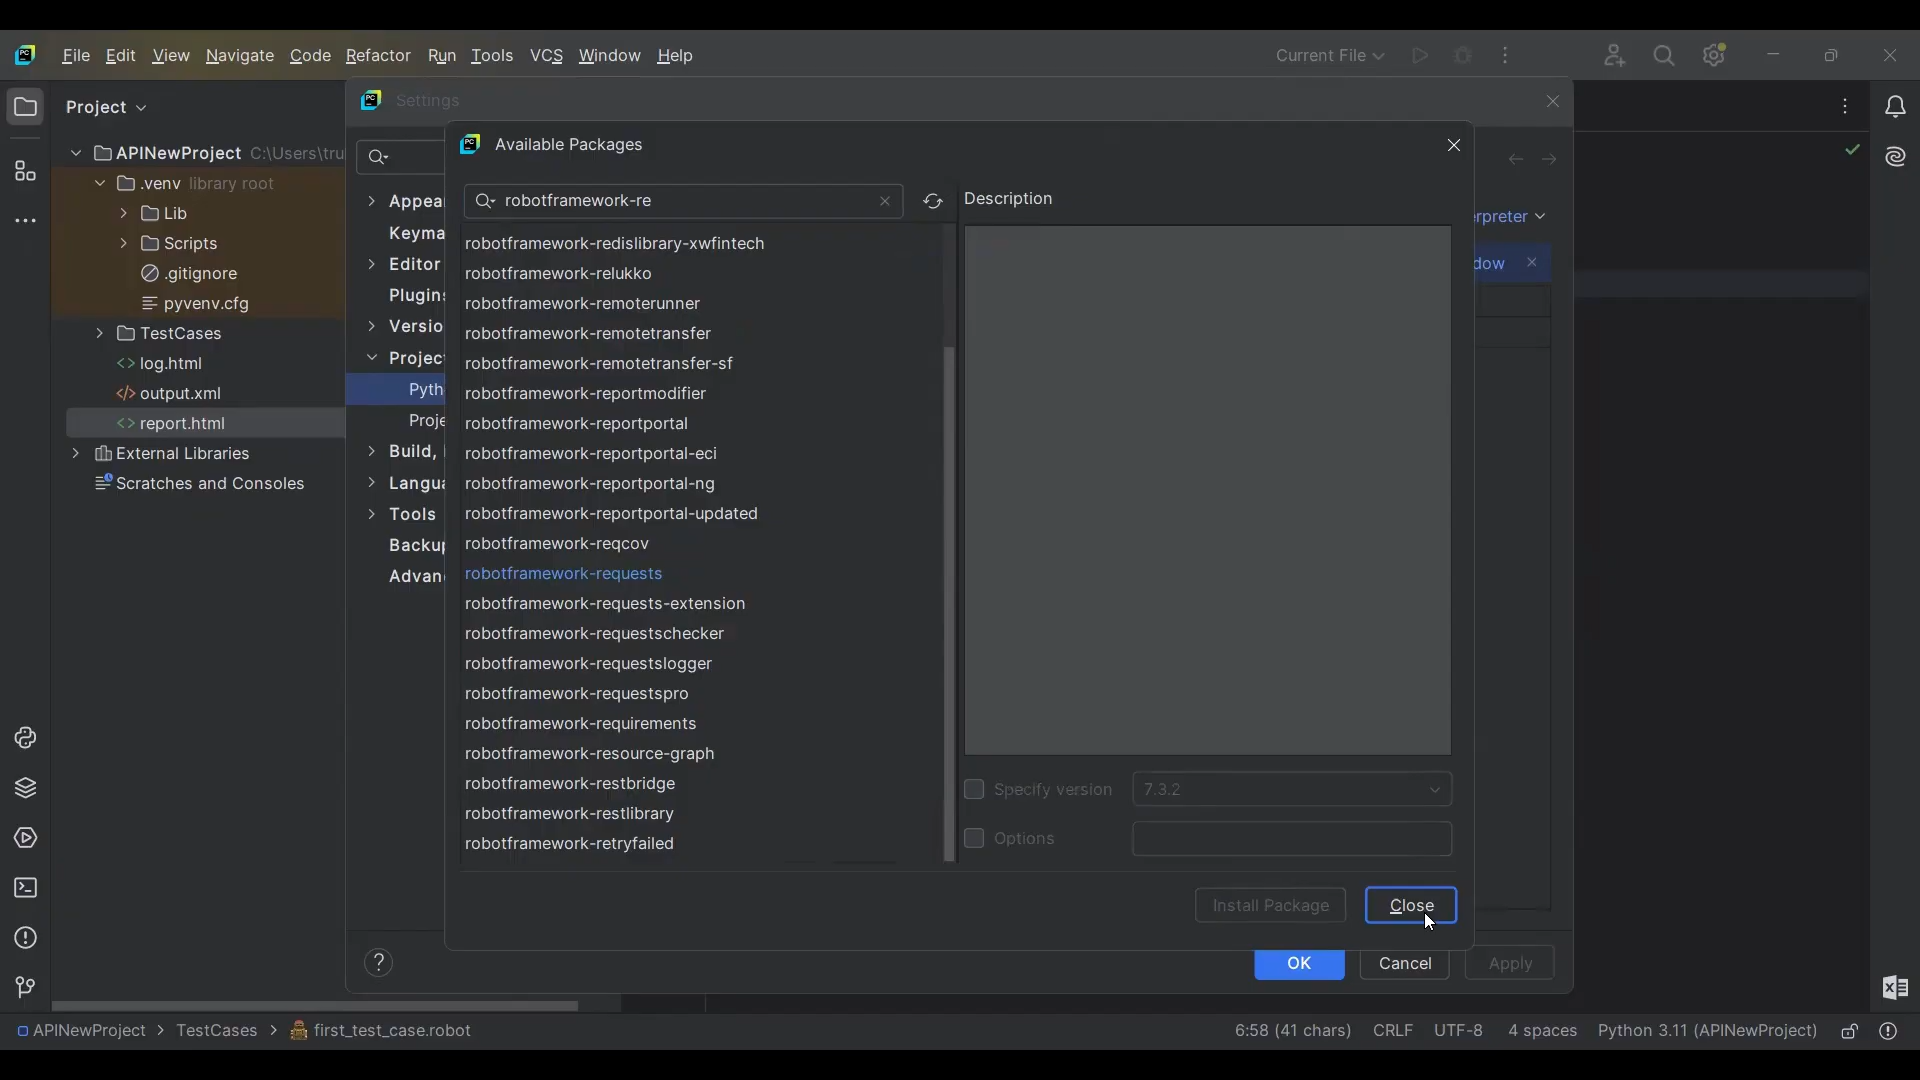 File Edit View Navigate Code Refactor Run Tools VCS Window Help Current File
Project
APINewProject C:\Users\tru
.venv library root
Lib
Scripts
.gitignore
pyvenv.cfg
TestCases
log.html
output.xml
report.html
External Libraries
Scratches and Consoles
Settings
Appea
Keyma
Editor
Plugins
Versio
Project
Pyth
Proje
Build,
Langua
Tools
Backup
Advan
erpreter
dow
Available Packages
robotframework-re
robotframework-redislibrary-xwfintech
robotframework-relukko
robotframework-remoterunner
robotframework-remotetransfer
robotframework-remotetransfer-sf
robotframework-reportmodifier
robotframework-reportportal
robotframework-reportportal-eci
robotframework-reportportal-ng
robotframework-reportportal-updated
robotframework-reqcov
robotframework-requests
robotframework-requests-extension
robotframework-requestschecker
robotframework-requestslogger
robotframework-requestspro
robotframework-requirements
robotframework-resource-graph
robotframework-restbridge
robotframework-restlibrary
robotframework-retryfailed
Description
Specify version 7.3.2
Options
Install Package Close
? OK Cancel Apply
APINewProject > TestCases > first_test_case.robot 6:58 (41 chars) CRLF UTF-8 4 spaces Python 3.11 (APINewProject)